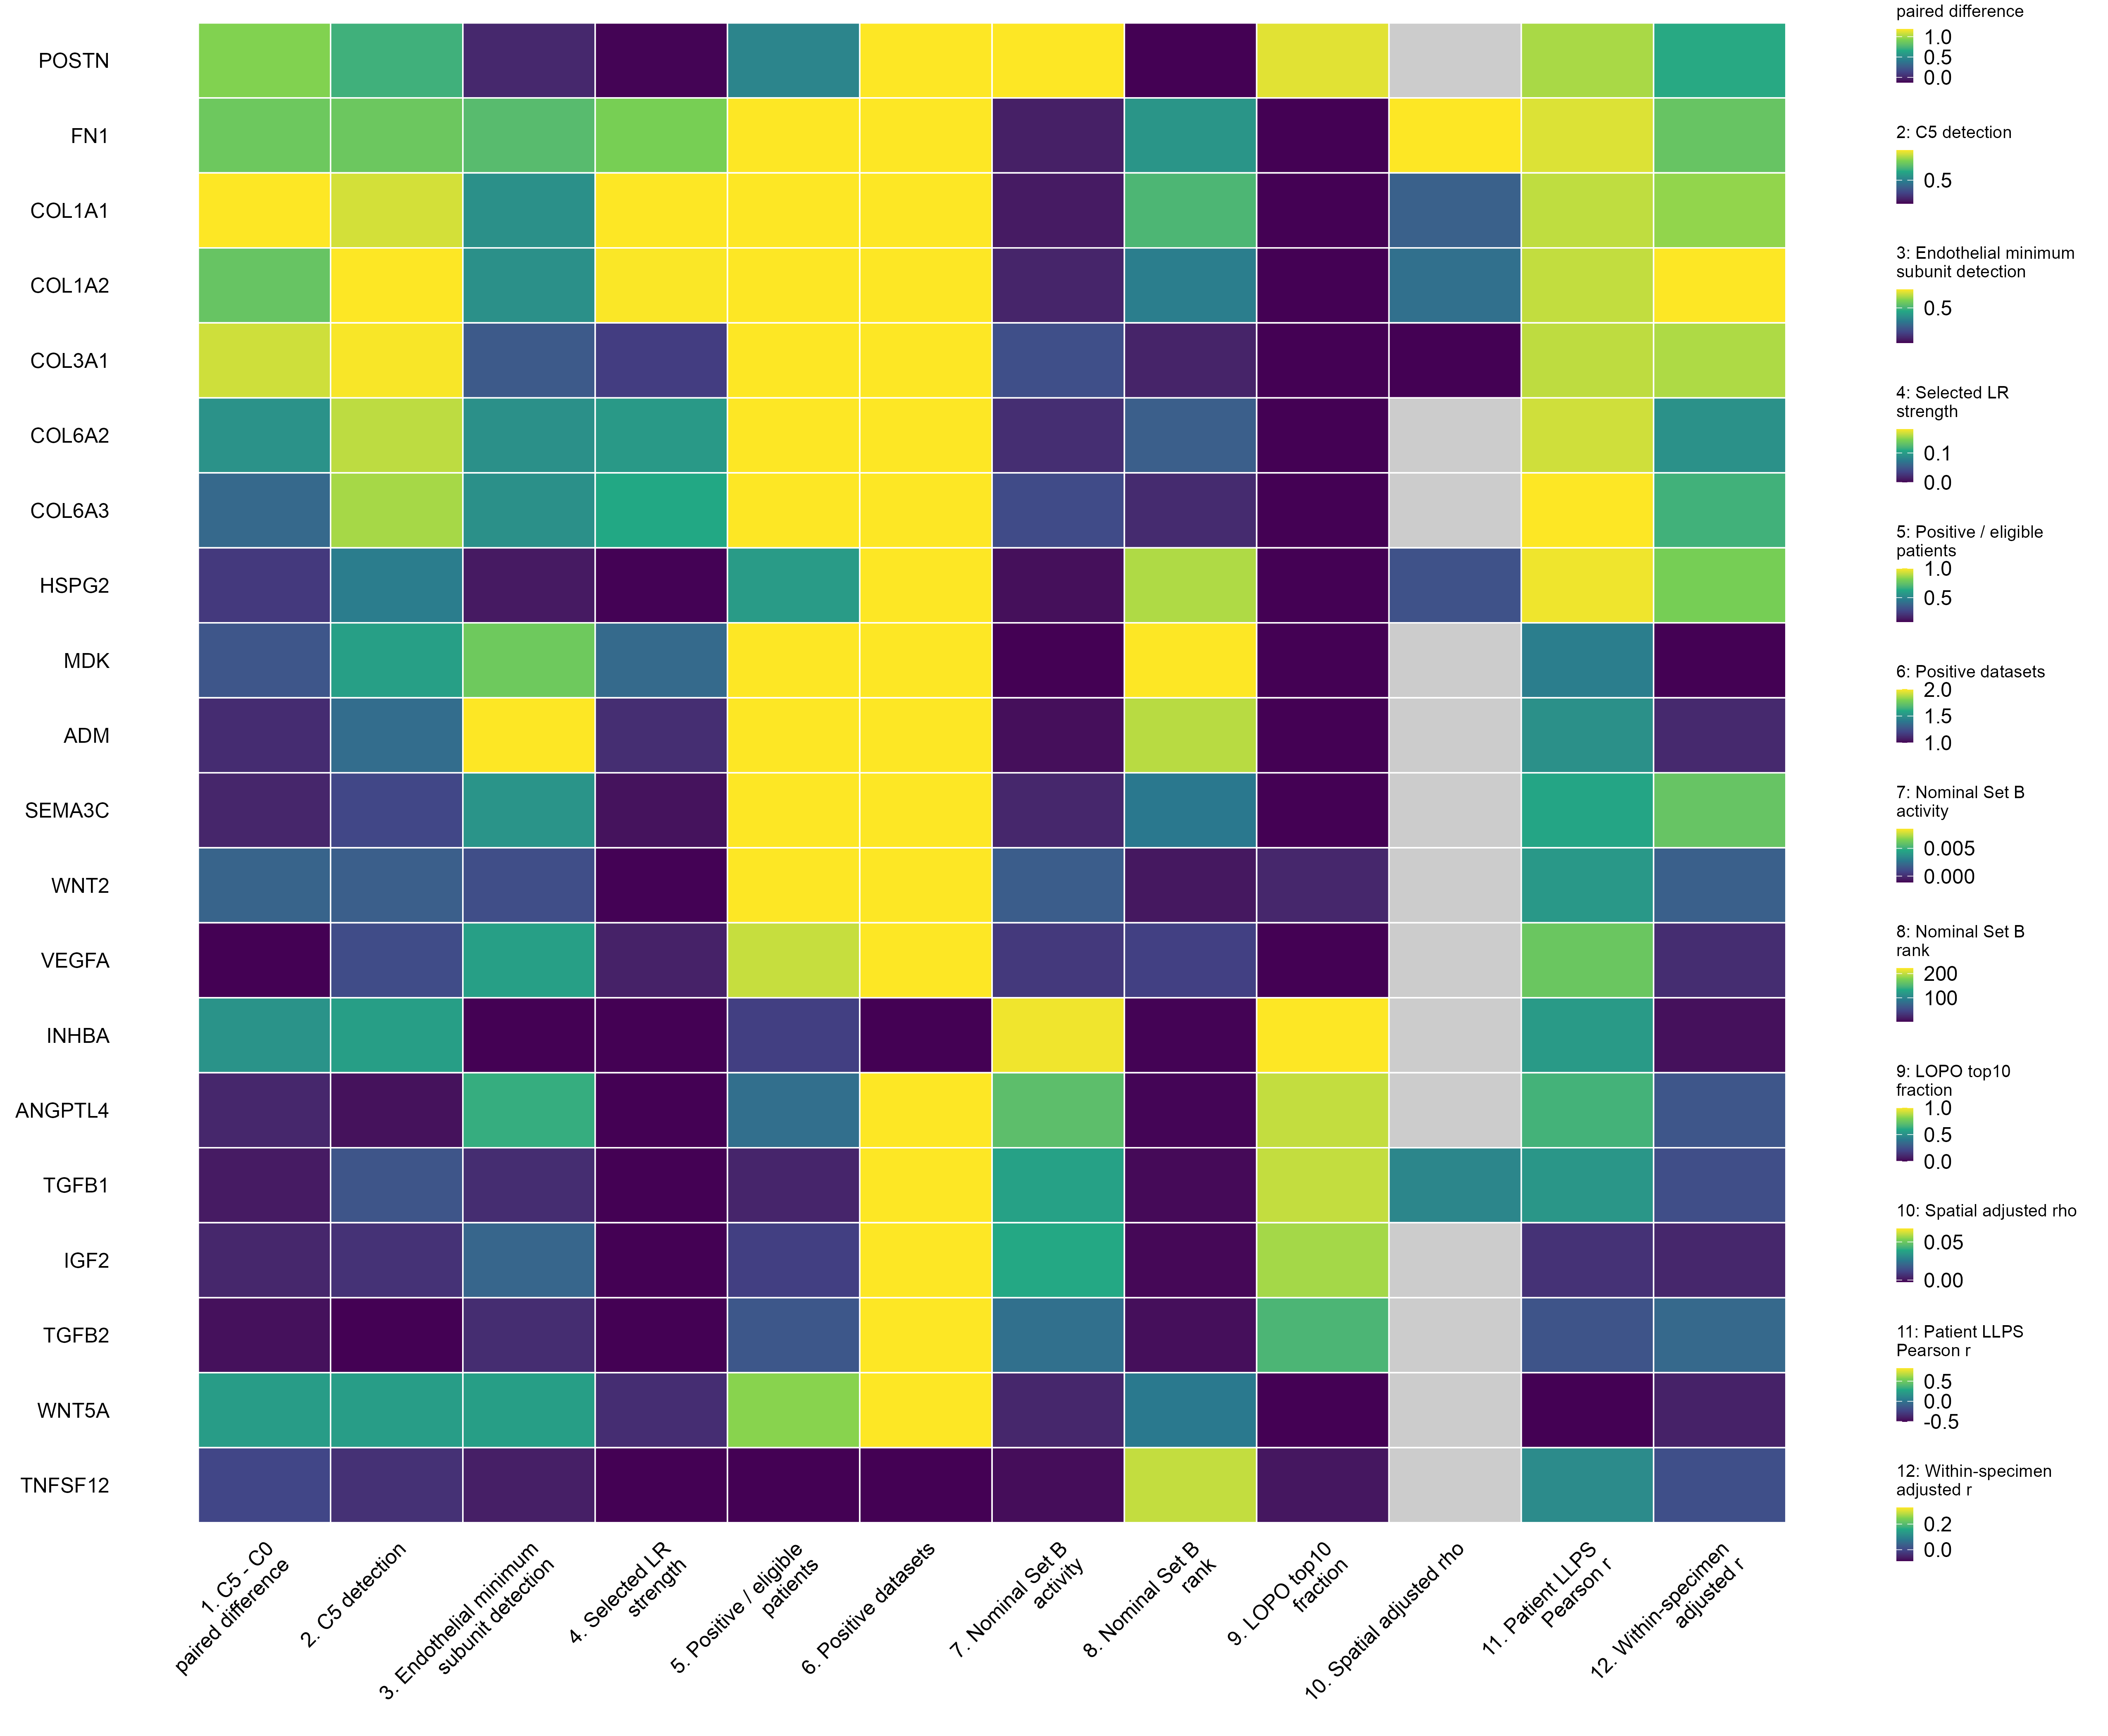 POSTN
FN1
COL1A1
COL1A2
COL3A1
COL6A2
COL6A3
HSPG2
MDK
ADM
SEMA3C
WNT2
VEGFA
INHBA
ANGPTL4
TGFB1
IGF2
TGFB2
WNT5A
TNFSF12
1. C5 - C0
paired difference
2. C5 detection
3. Endothelial minimum
subunit detection
4. Selected LR
strength
5. Positive / eligible
patients
6. Positive datasets
7. Nominal Set B
activity
8. Nominal Set B
rank
9. LOPO top10
fraction
10. Spatial adjusted rho
11. Patient LLPS
Pearson r
12. Within-specimen
adjusted r
paired difference
1.0
0.5
0.0
2: C5 detection
0.5
3: Endothelial minimum
subunit detection
0.5
4: Selected LR
strength
0.1
0.0
5: Positive / eligible
patients
1.0
0.5
6: Positive datasets
2.0
1.5
1.0
7: Nominal Set B
activity
0.005
0.000
8: Nominal Set B
rank
200
100
9: LOPO top10
fraction
1.0
0.5
0.0
10: Spatial adjusted rho
0.05
0.00
11: Patient LLPS
Pearson r
0.5
0.0
-0.5
12: Within-specimen
adjusted r
0.2
0.0